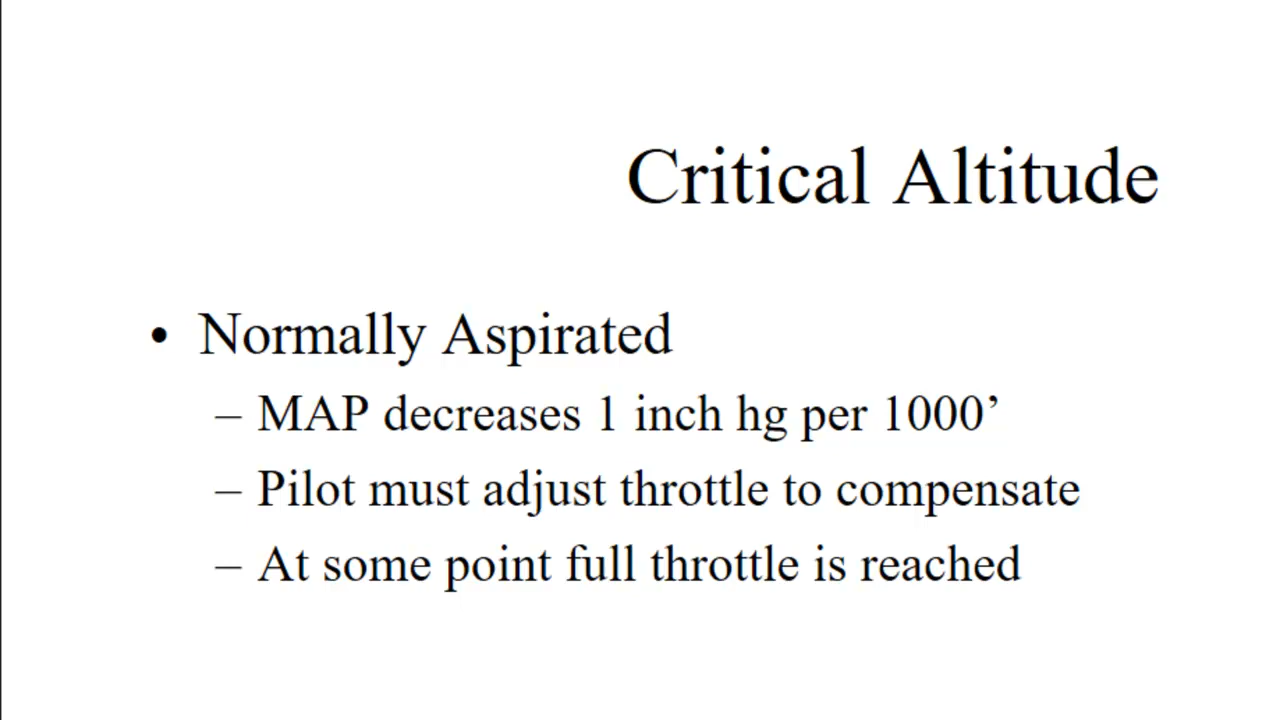 Critical Altitude
• Normally Aspirated
– MAP decreases 1 inch hg per 1000’
– Pilot must adjust throttle to compensate
– At some point full throttle is reached